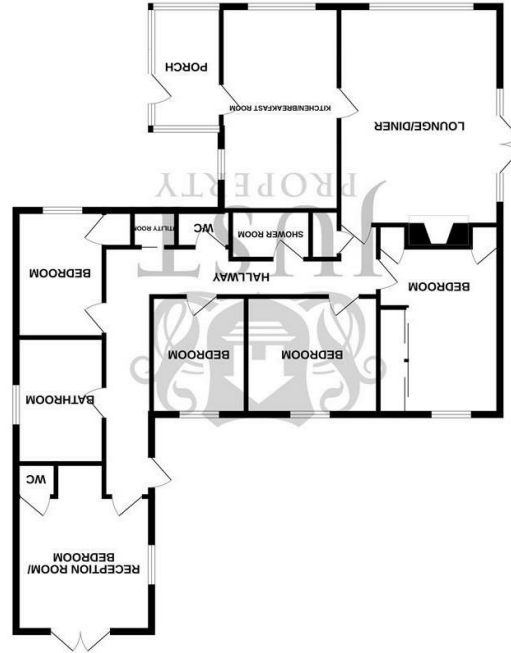 RECEPTION ROOM/
BEDROOM
WC
BATHROOM
BEDROOM
BEDROOM
BEDROOM
HALLWAY
BEDROOM
SHOWER ROOM
WC
UTILITY ROOM
JUST
PROPERTY
LOUNGE/DINER
KITCHEN/BREAKFAST ROOM
PORCH